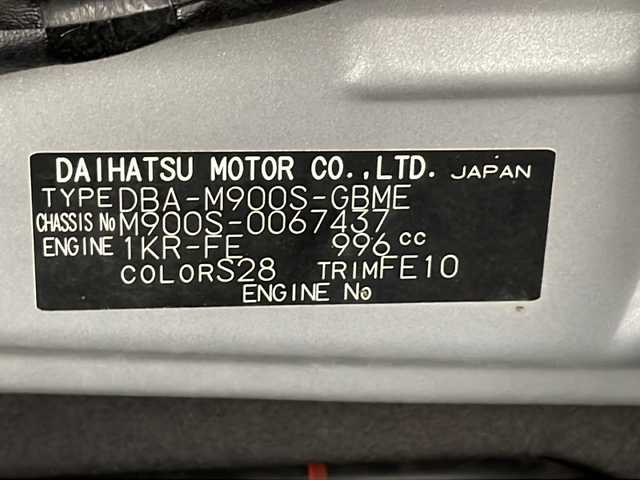 DAIHATSU MOTOR CO.,LTD. JAPAN
TYPE DBA-M900S-GBME
CHASSIS No M900S-0067437
ENGINE 1KR-FE 996 cc
COLOR S28 TRIM FE10
ENGINE No